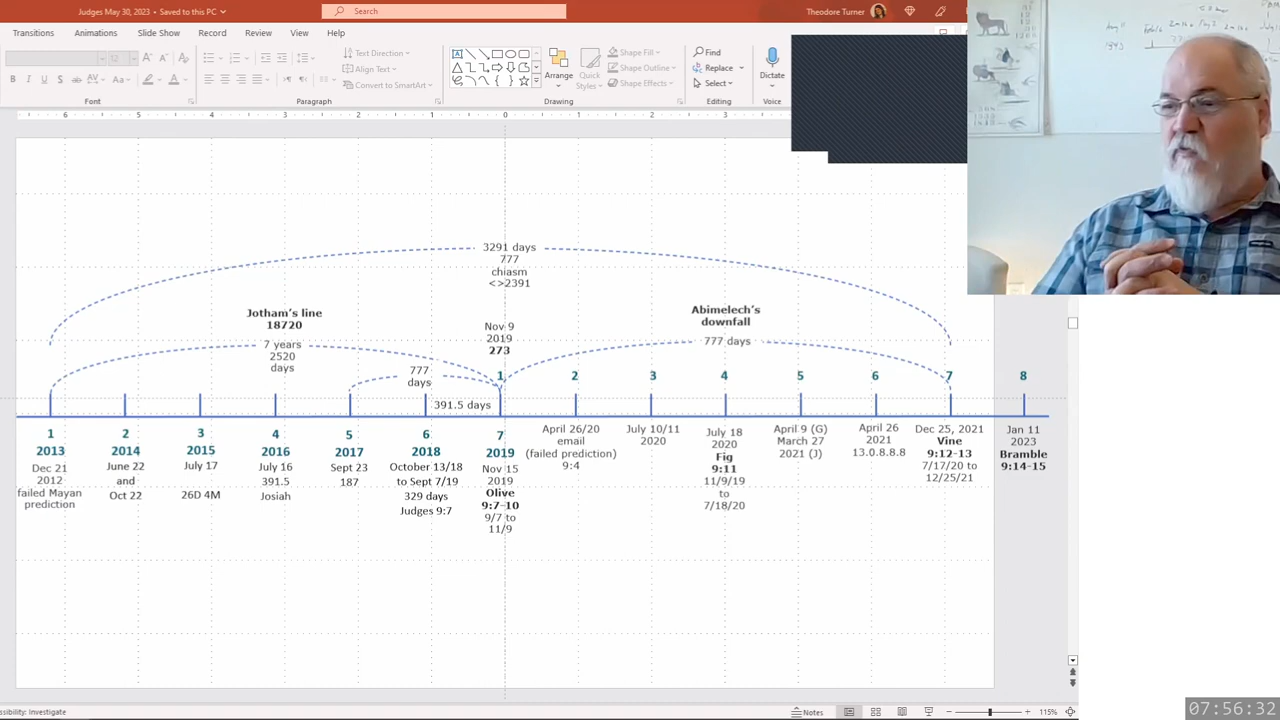 Judges May 30, 2023 • Saved to this PC
Search
Theodore Turner
Transitions Animations Slide Show Record Review View Help
Text Direction
Align Text
Convert to SmartArt
Arrange
Quick
Styles
Shape Fill
Shape Outline
Shape Effects
Find
Replace
Select
Dictate
Font Paragraph Drawing Editing Voice
6 5 4 3 2 1 0 1 2 3
3291 days
777
chiasm
<>2391
Jotham's line
18720
7 years
2520
days
777
days
391.5 days
Nov 9
2019
273
Abimelech's
downfall
777 days
1 2 3 4 5 6 7 8
1
2013
Dec 21
2012
failed Mayan
prediction
2
2014
June 22
and
Oct 22
3
2015
July 17
26D 4M
4
2016
July 16
391.5
Josiah
5
2017
Sept 23
187
6
2018
October 13/18
to Sept 7/19
329 days
Judges 9:7
7
2019
Nov 15
2019
Olive
9:7-10
9/7 to
11/9
April 26/20
email
(failed prediction)
9:4
July 10/11
2020
July 18
2020
Fig
9:11
11/9/19
to
7/18/20
April 9 (G)
March 27
2021 (J)
April 26
2021
13.0.8.8.8
Dec 25, 2021
Vine
9:12-13
7/17/20 to
12/25/21
Jan 11
2023
Bramble
9:14-15
ssibility: Investigate
Notes
115%
07:56:32